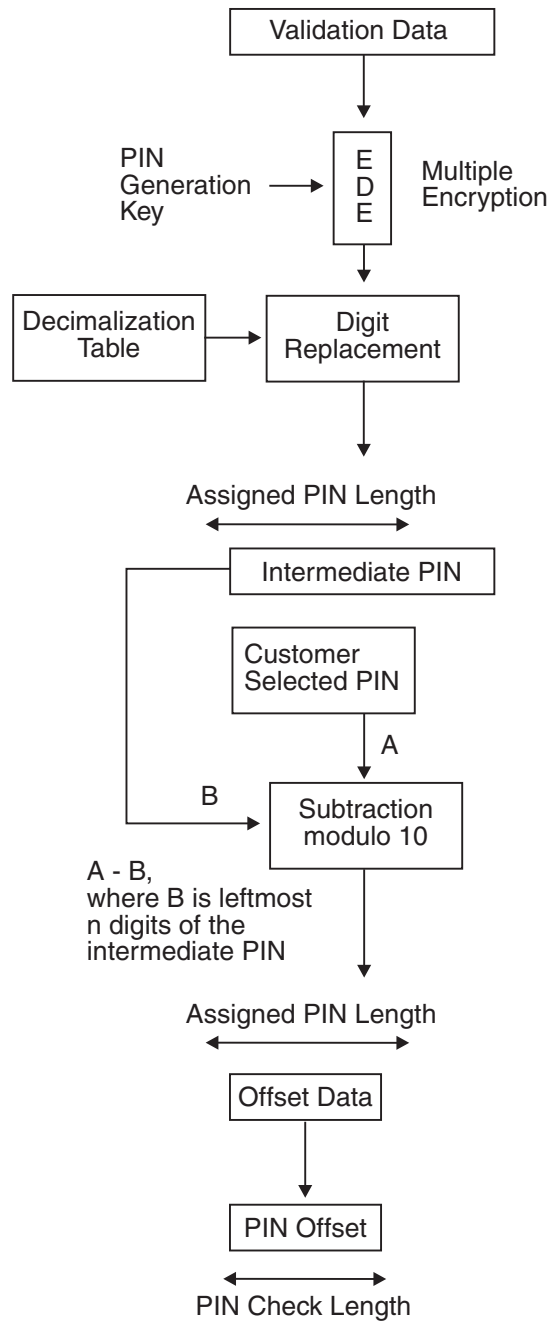 Validation Data
PIN
Generation
Key
E
D
E
Multiple
Encryption
Decimalization
Table
Digit
Replacement
Assigned PIN Length
Intermediate PIN
Customer
Selected PIN
A
B
Subtraction
modulo 10
A - B,
where B is leftmost
n digits of the
intermediate PIN
Assigned PIN Length
Offset Data
PIN Offset
PIN Check Length